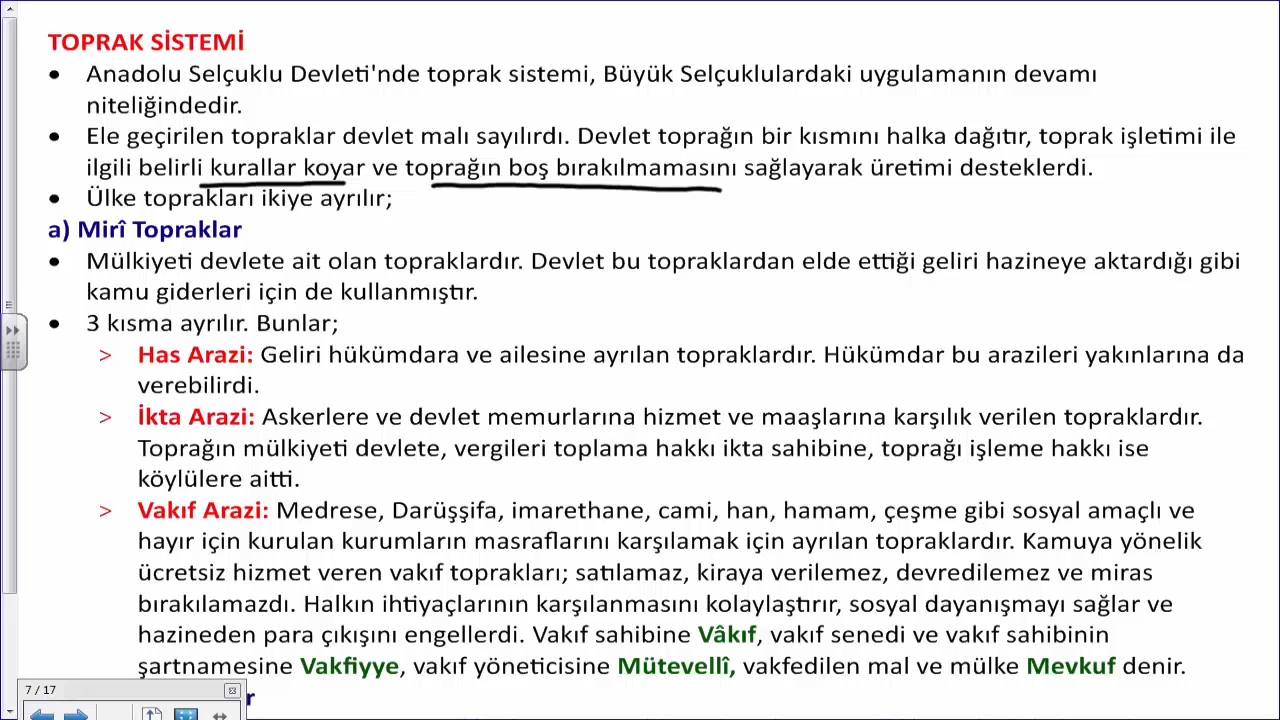 TOPRAK SİSTEMİ
• Anadolu Selçuklu Devleti'nde toprak sistemi, Büyük Selçuklulardaki uygulamanın devamı
niteliğindedir.
• Ele geçirilen topraklar devlet malı sayılırdı. Devlet toprağın bir kısmını halka dağıtır, toprak işletimi ile
ilgili belirli kurallar koyar ve toprağın boş bırakılmamasını sağlayarak üretimi desteklerdi.
• Ülke toprakları ikiye ayrılır;
a) Mirî Topraklar
• Mülkiyeti devlete ait olan topraklardır. Devlet bu topraklardan elde ettiği geliri hazineye aktardığı gibi
kamu giderleri için de kullanmıştır.
• 3 kısma ayrılır. Bunlar;
> Has Arazi: Geliri hükümdara ve ailesine ayrılan topraklardır. Hükümdar bu arazileri yakınlarına da
verebilirdi.
> İkta Arazi: Askerlere ve devlet memurlarına hizmet ve maaşlarına karşılık verilen topraklardır.
Toprağın mülkiyeti devlete, vergileri toplama hakkı ikta sahibine, toprağı işleme hakkı ise
köylülere aitti.
> Vakıf Arazi: Medrese, Darüşşifa, imarethane, cami, han, hamam, çeşme gibi sosyal amaçlı ve
hayır için kurulan kurumların masraflarını karşılamak için ayrılan topraklardır. Kamuya yönelik
ücretsiz hizmet veren vakıf toprakları; satılamaz, kiraya verilemez, devredilemez ve miras
bırakılamazdı. Halkın ihtiyaçlarının karşılanmasını kolaylaştırır, sosyal dayanışmayı sağlar ve
hazineden para çıkışını engellerdi. Vakıf sahibine Vâkıf, vakıf senedi ve vakıf sahibinin
şartnamesine Vakfiyye, vakıf yöneticisine Mütevellî, vakfedilen mal ve mülke Mevkuf denir.
7 / 17